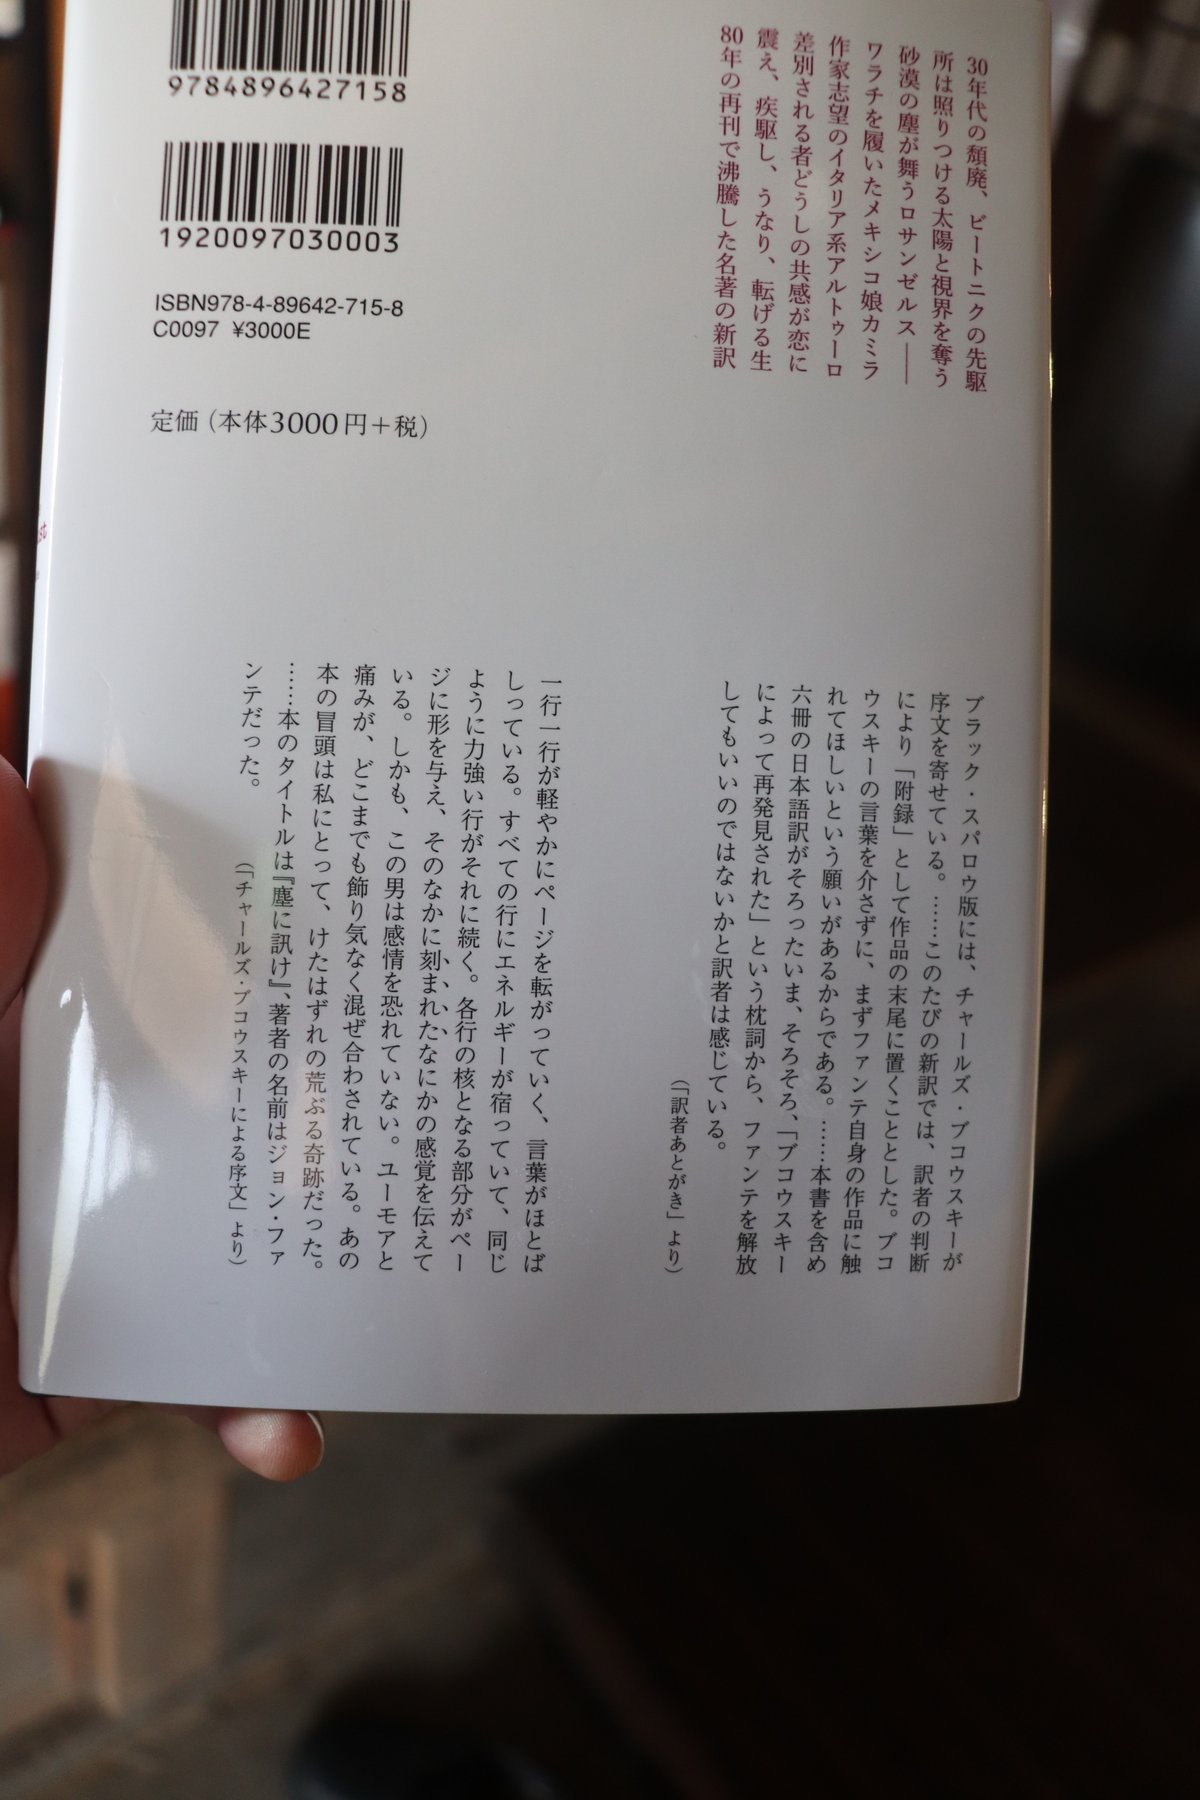 9784896427158
1920097030003
ISBN978-4-89642-715-8
C0097 ¥3000E
定価（本体3000円＋税）
30年代の頽廃、ビートニクの先駆
所は照りつける太陽と視界を奪う
砂漠の塵が舞うロサンゼルス――
ワラチを履いたメキシコ娘カミラ
作家志望のイタリア系アルトゥーロ
差別される者どうしの共感が恋に
震え、疾駆し、うなり、転げる生
80年の再刊で沸騰した名著の新訳
ブラック・スパロウ版には、チャールズ・ブコウスキーが
序文を寄せている。……このたびの新訳では、訳者の判断
により「附録」として作品の末尾に置くこととした。ブコ
ウスキーの言葉を介さずに、まずファンテ自身の作品に触
れてほしいという願いがあるからである。……本書を含め
六冊の日本語訳がそろったいま、そろそろ、「ブコウスキー
によって再発見された」という枕詞から、ファンテを解放
してもいいのではないかと訳者は感じている。
（「訳者あとがき」より）
一行一行が軽やかにページを転がっていく、言葉がほとば
しっている。すべての行にエネルギーが宿っていて、同じ
ように力強い行がそれに続く。各行の核となる部分がペー
ジに形を与え、そのなかに刻まれたなにかの感覚を伝えて
いる。しかも、この男は感情を恐れていない。ユーモアと
痛みが、どこまでも飾り気なく混ぜ合わされている。あの
本の冒頭は私にとって、けたはずれの荒ぶる奇跡だった。
……本のタイトルは『塵に訊け』、著者の名前はジョン・ファ
ンテだった。
（「チャールズ・ブコウスキーによる序文」より）